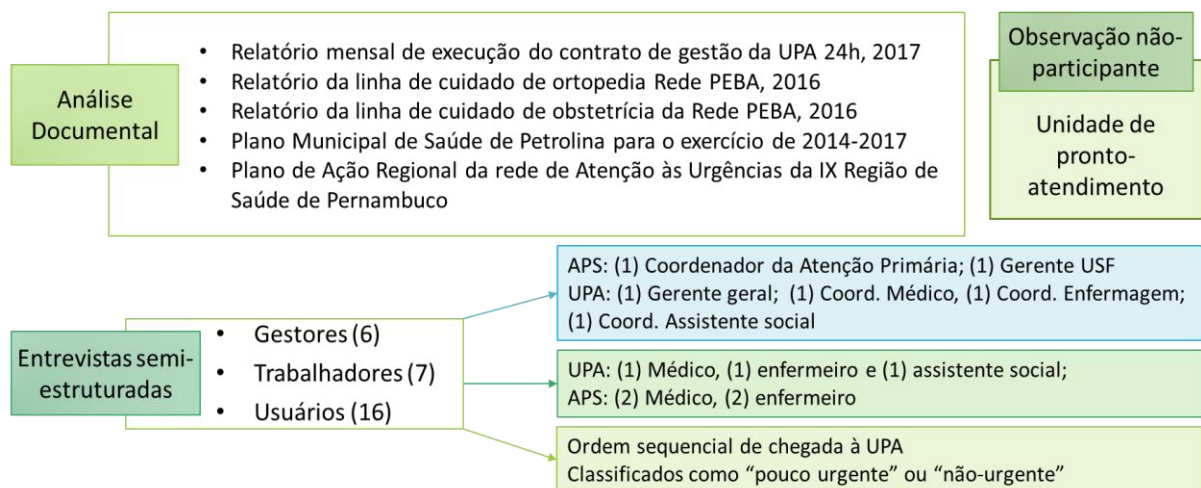 Análise
Documental
• Relatório mensal de execução do contrato de gestão da UPA 24h, 2017
• Relatório da linha de cuidado de ortopedia Rede PEBA, 2016
• Relatório da linha de cuidado de obstetrícia da Rede PEBA, 2016
• Plano Municipal de Saúde de Petrolina para o exercício de 2014-2017
• Plano de Ação Regional da rede de Atenção às Urgências da IX Região de
Saúde de Pernambuco
Observação não-
participante
Unidade de
pronto-
atendimento
Entrevistas semi-
estruturadas
• Gestores (6)
• Trabalhadores (7)
• Usuários (16)
APS: (1) Coordenador da Atenção Primária; (1) Gerente USF
UPA: (1) Gerente geral; (1) Coord. Médico, (1) Coord. Enfermagem;
(1) Coord. Assistente social
UPA: (1) Médico, (1) enfermeiro e (1) assistente social;
APS: (2) Médico, (2) enfermeiro
Ordem sequencial de chegada à UPA
Classificados como “pouco urgente” ou “não-urgente”